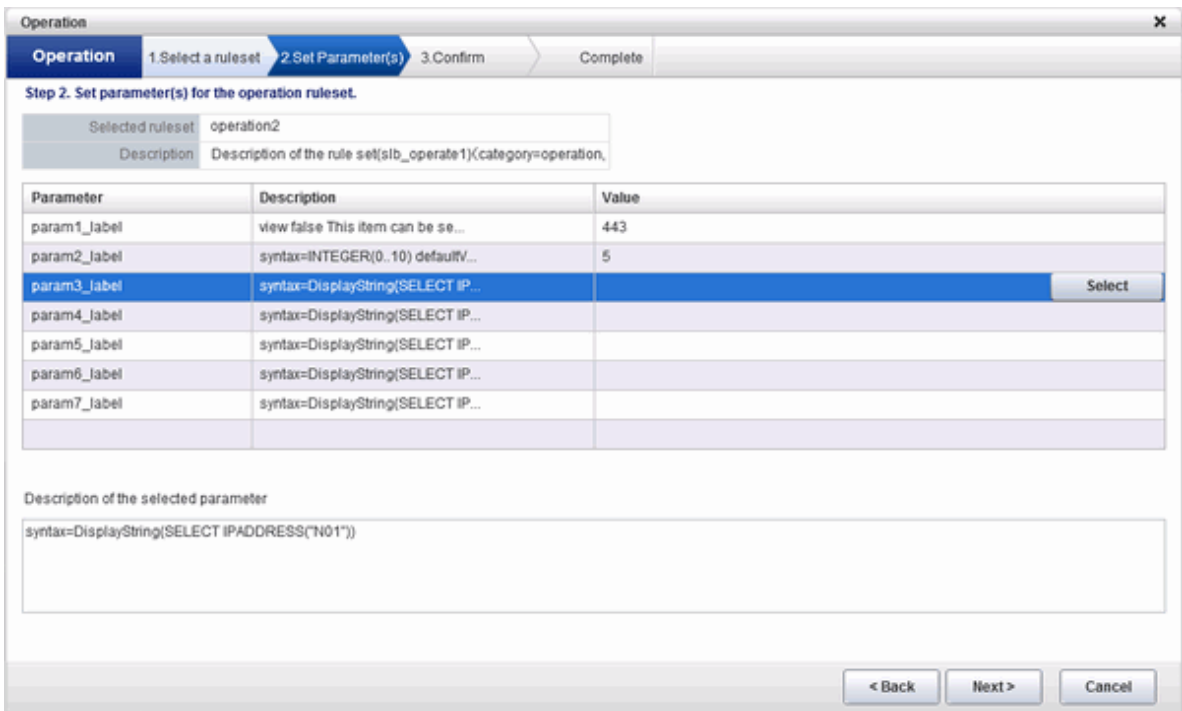 Operation
Operation 1.Select a ruleset 2.Set Parameter(s) 3.Confirm Complete
Step 2. Set parameter(s) for the operation ruleset.
Selected ruleset operation2
Description Description of the rule set(slb_operate1)(category=operation,
Parameter Description Value
param1_label view false This item can be se... 443
param2_label syntax=INTEGER(0..10) defaultV... 5
param3_label syntax=DisplayString(SELECT IP... Select
param4_label syntax=DisplayString(SELECT IP...
param5_label syntax=DisplayString(SELECT IP...
param6_label syntax=DisplayString(SELECT IP...
param7_label syntax=DisplayString(SELECT IP...
Description of the selected parameter
syntax=DisplayString(SELECT IPADDRESS("N01"))
< Back Next > Cancel